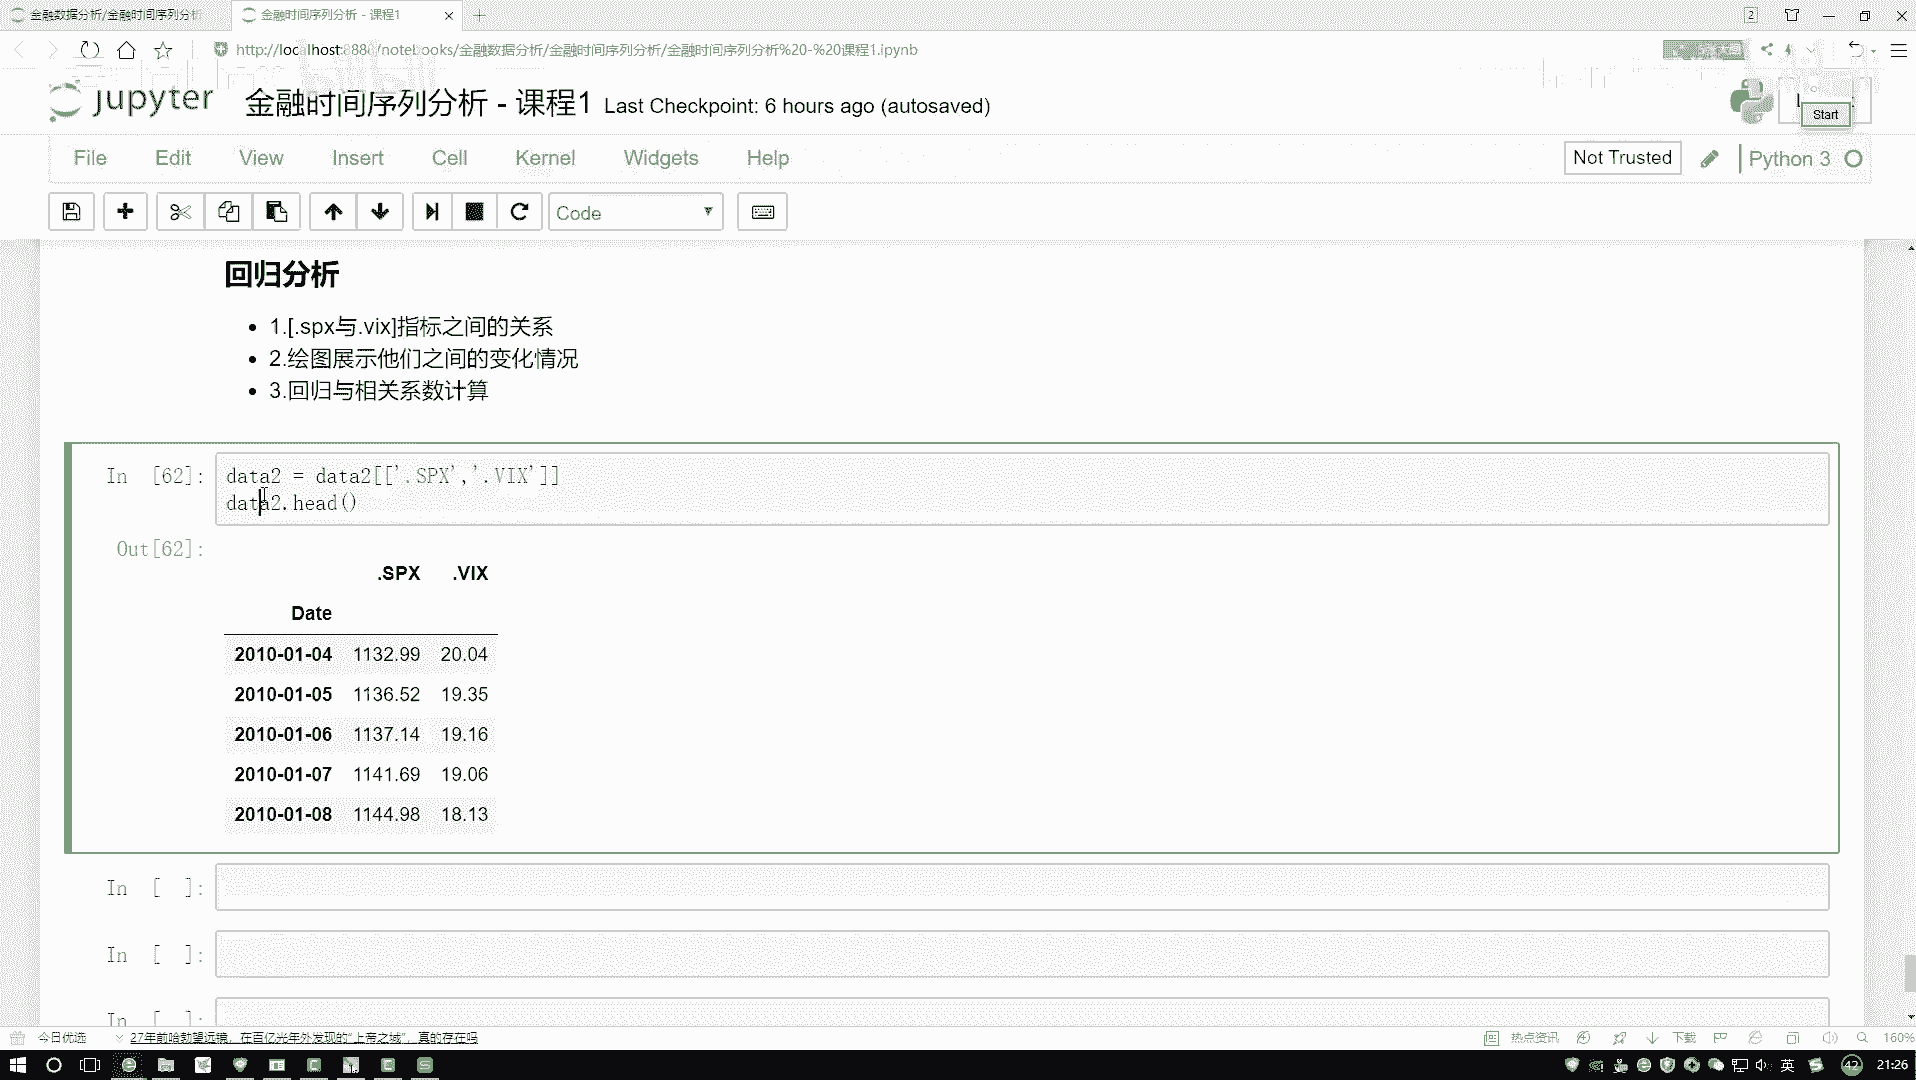 金融数据分析/金融时间序列分析
金融时间序列分析 - 课程1
2
http://localhost:8888/notebooks/金融数据分析/金融时间序列分析/金融时间序列分析%20-%20课程1.ipynb
jupyter 金融时间序列分析 - 课程1 Last Checkpoint: 6 hours ago (autosaved)
Start
File Edit View Insert Cell Kernel Widgets Help
Not Trusted
Python 3
Code
回归分析
1.[.spx与.vix]指标之间的关系
2.绘图展示他们之间的变化情况
3.回归与相关系数计算
In [62]:
data2 = data2[['.SPX','.VIX']]
data2.head()
Out[62]:
.SPX .VIX
Date
2010-01-04 1132.99 20.04
2010-01-05 1136.52 19.35
2010-01-06 1137.14 19.16
2010-01-07 1141.69 19.06
2010-01-08 1144.98 18.13
In [ ]:
In [ ]:
In [ ]:
今日优选
27年前哈勃望远镜，在百亿光年外发现的“上帝之域”，真的存在吗
热点资讯
下载
160%
英
42
21:26